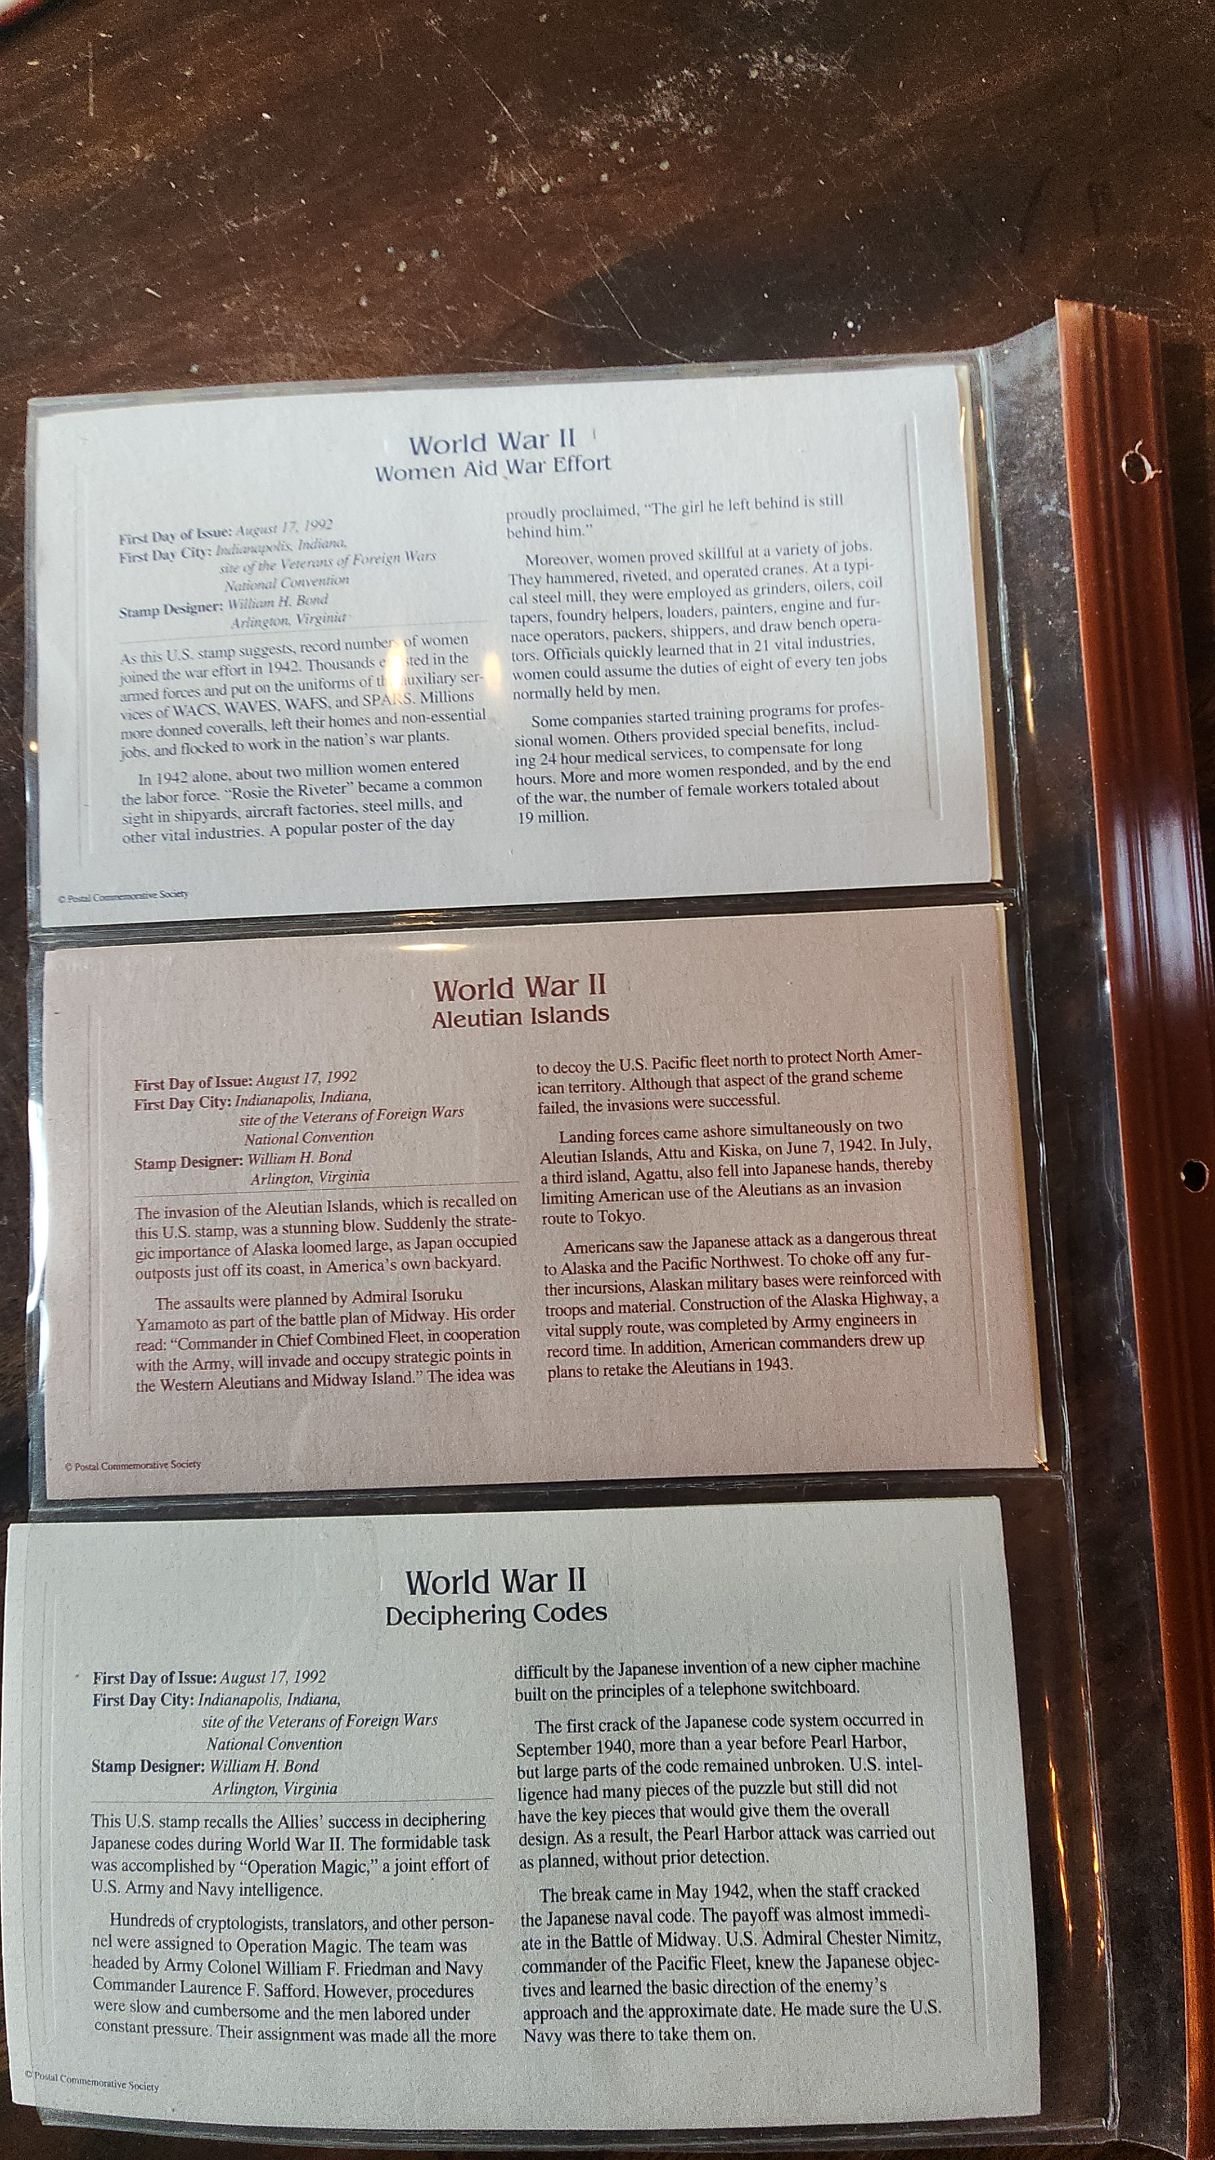 World War II
Women Aid War Effort
First Day of Issue: August 17, 1992
First Day City: Indianapolis, Indiana,
site of the Veterans of Foreign Wars
National Convention
Stamp Designer: William H. Bond
Arlington, Virginia
As this U.S. stamp suggests, record number of women
joined the war effort in 1942. Thousands ted in the
armed forces and put on the uniforms of th auxiliary ser-
vices of WACS, WAVES, WAFS, and SPARS. Millions
more donned coveralls, left their homes and non-essential
jobs, and flocked to work in the nation's war plants.
In 1942 alone, about two million women entered
the labor force. “Rosie the Riveter” became a common
sight in shipyards, aircraft factories, steel mills, and
other vital industries. A popular poster of the day
proudly proclaimed, “The girl he left behind is still
behind him.”
Moreover, women proved skillful at a variety of jobs.
They hammered, riveted, and operated cranes. At a typi-
cal steel mill, they were employed as grinders, oilers, coil
tapers, foundry helpers, loaders, painters, engine and fur-
nace operators, packers, shippers, and draw bench opera-
tors. Officials quickly learned that in 21 vital industries,
women could assume the duties of eight of every ten jobs
normally held by men.
Some companies started training programs for profes-
sional women. Others provided special benefits, includ-
ing 24 hour medical services, to compensate for long
hours. More and more women responded, and by the end
of the war, the number of female workers totaled about
19 million.
© Postal Commemorative Society
World War II
Aleutian Islands
First Day of Issue: August 17, 1992
First Day City: Indianapolis, Indiana,
site of the Veterans of Foreign Wars
National Convention
Stamp Designer: William H. Bond
Arlington, Virginia
The invasion of the Aleutian Islands, which is recalled on
this U.S. stamp, was a stunning blow. Suddenly the strate-
gic importance of Alaska loomed large, as Japan occupied
outposts just off its coast, in America's own backyard.
The assaults were planned by Admiral Isoruku
Yamamoto as part of the battle plan of Midway. His order
read: “Commander in Chief Combined Fleet, in cooperation
with the Army, will invade and occupy strategic points in
the Western Aleutians and Midway Island.” The idea was
to decoy the U.S. Pacific fleet north to protect North Amer-
ican territory. Although that aspect of the grand scheme
failed, the invasions were successful.
Landing forces came ashore simultaneously on two
Aleutian Islands, Attu and Kiska, on June 7, 1942. In July,
a third island, Agattu, also fell into Japanese hands, thereby
limiting American use of the Aleutians as an invasion
route to Tokyo.
Americans saw the Japanese attack as a dangerous threat
to Alaska and the Pacific Northwest. To choke off any fur-
ther incursions, Alaskan military bases were reinforced with
troops and material. Construction of the Alaska Highway, a
vital supply route, was completed by Army engineers in
record time. In addition, American commanders drew up
plans to retake the Aleutians in 1943.
© Postal Commemorative Society
World War II
Deciphering Codes
First Day of Issue: August 17, 1992
First Day City: Indianapolis, Indiana,
site of the Veterans of Foreign Wars
National Convention
Stamp Designer: William H. Bond
Arlington, Virginia
This U.S. stamp recalls the Allies' success in deciphering
Japanese codes during World War II. The formidable task
was accomplished by “Operation Magic,” a joint effort of
U.S. Army and Navy intelligence.
Hundreds of cryptologists, translators, and other person-
nel were assigned to Operation Magic. The team was
headed by Army Colonel William F. Friedman and Navy
Commander Laurence F. Safford. However, procedures
were slow and cumbersome and the men labored under
constant pressure. Their assignment was made all the more
difficult by the Japanese invention of a new cipher machine
built on the principles of a telephone switchboard.
The first crack of the Japanese code system occurred in
September 1940, more than a year before Pearl Harbor,
but large parts of the code remained unbroken. U.S. intel-
ligence had many pieces of the puzzle but still did not
have the key pieces that would give them the overall
design. As a result, the Pearl Harbor attack was carried out
as planned, without prior detection.
The break came in May 1942, when the staff cracked
the Japanese naval code. The payoff was almost immedi-
ate in the Battle of Midway. U.S. Admiral Chester Nimitz,
commander of the Pacific Fleet, knew the Japanese objec-
tives and learned the basic direction of the enemy's
approach and the approximate date. He made sure the U.S.
Navy was there to take them on.
© Postal Commemorative Society